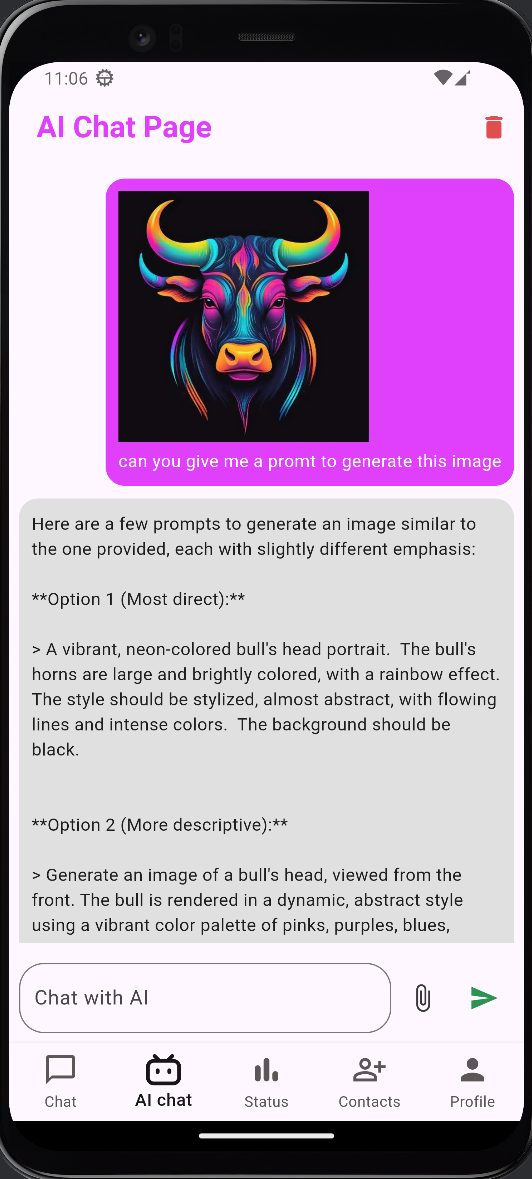 11:06
AI Chat Page
can you give me a promt to generate this image
Here are a few prompts to generate an image similar to
the one provided, each with slightly different emphasis:
**Option 1 (Most direct):**
> A vibrant, neon-colored bull's head portrait.  The bull's
horns are large and brightly colored, with a rainbow effect.
The style should be stylized, almost abstract, with flowing
lines and intense colors.  The background should be
black.
**Option 2 (More descriptive):**
> Generate an image of a bull's head, viewed from the
front. The bull is rendered in a dynamic, abstract style
using a vibrant color palette of pinks, purples, blues,
Chat with AI
Chat
AI chat
Status
Contacts
Profile